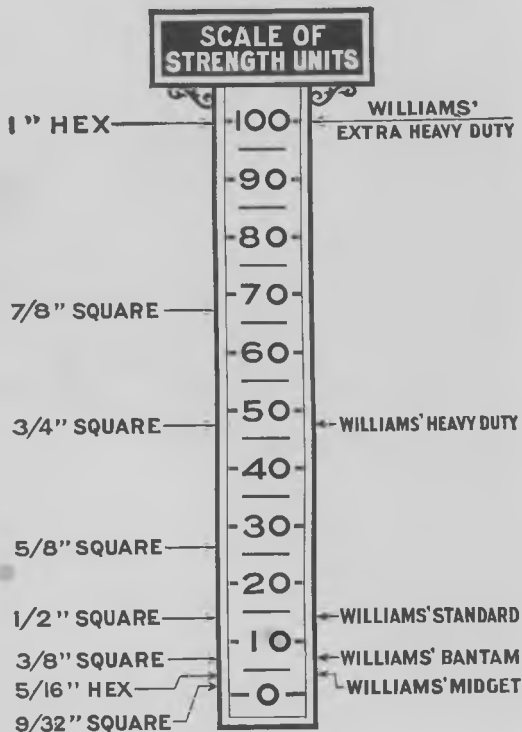 SCALE OF
STRENGTH UNITS
1" HEX
100
WILLIAMS'
EXTRA HEAVY DUTY
90
80
7/8" SQUARE
70
60
50
3/4" SQUARE
WILLIAMS' HEAVY DUTY
40
30
5/8" SQUARE
20
1/2" SQUARE
WILLIAMS' STANDARD
10
3/8" SQUARE
WILLIAMS' BANTAM
5/16" HEX
0
WILLIAMS' MIDGET
9/32" SQUARE